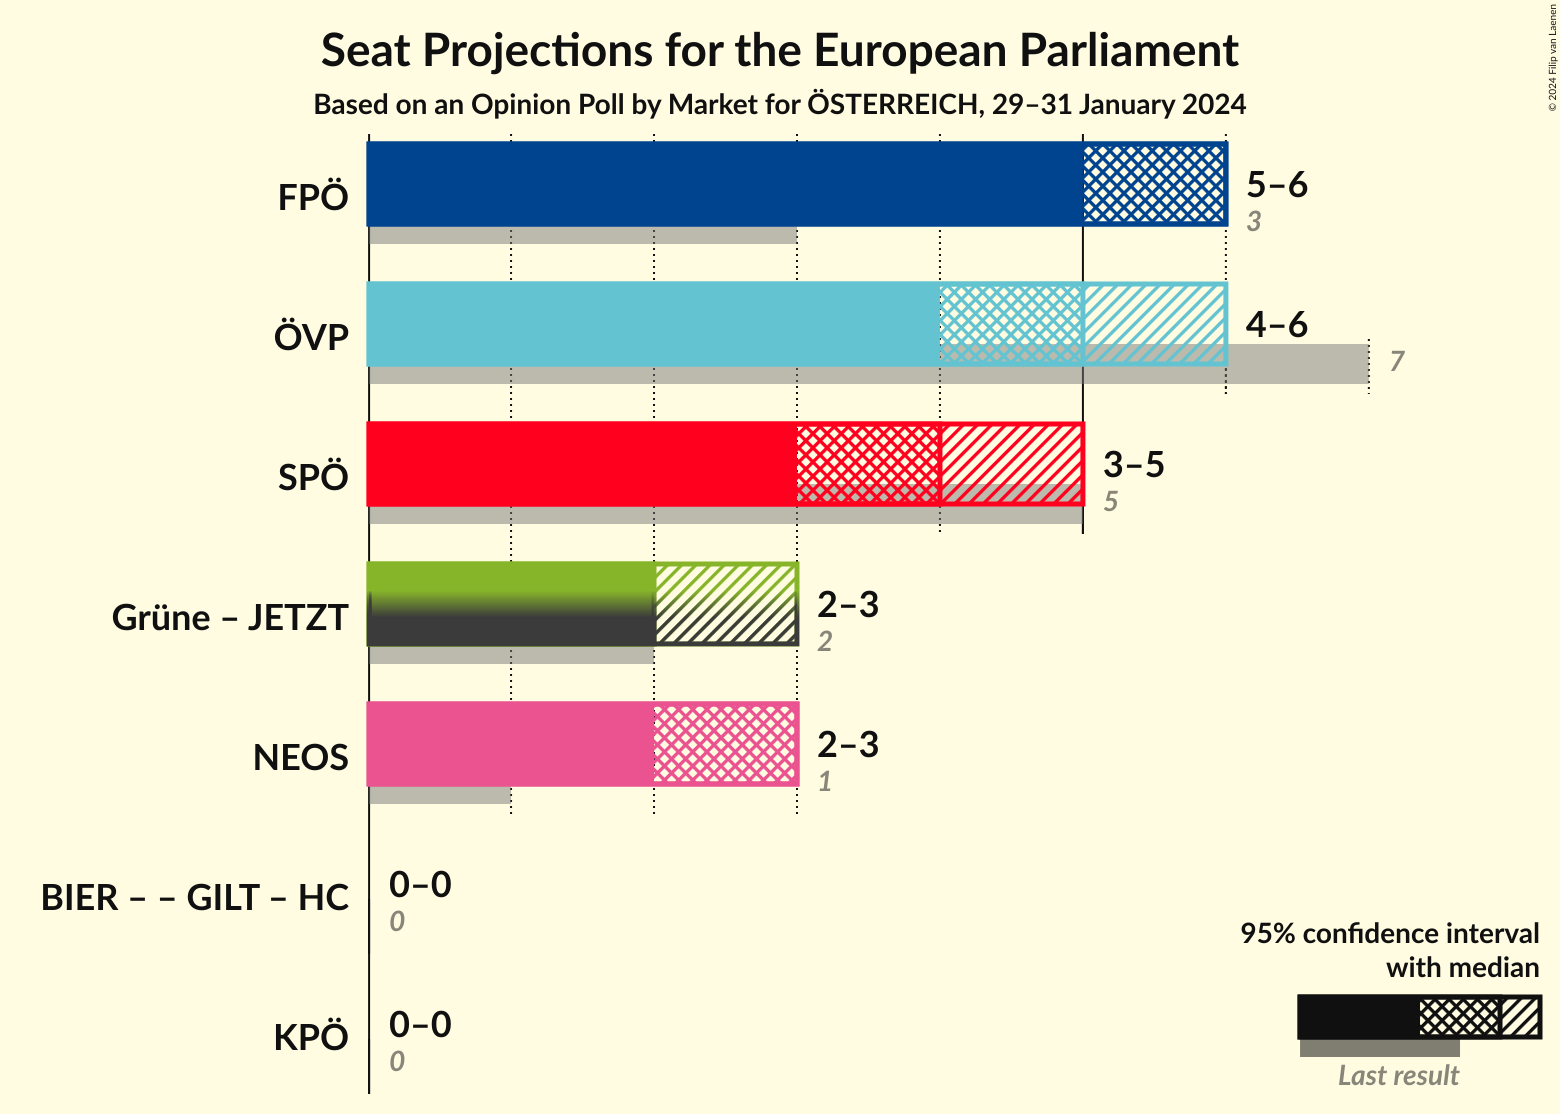 Seat Projections for the European Parliament
Based on an Opinion Poll by Market for ÖSTERREICH, 29–31 January 2024
© 2024 Filip van Laenen
FPÖ
5–6
3
ÖVP
4–6
7
SPÖ
3–5
5
Grüne – JETZT
2–3
2
NEOS
2–3
1
BIER – – GILT – HC
0–0
0
KPÖ
0–0
0
95% confidence interval
with median
Last result